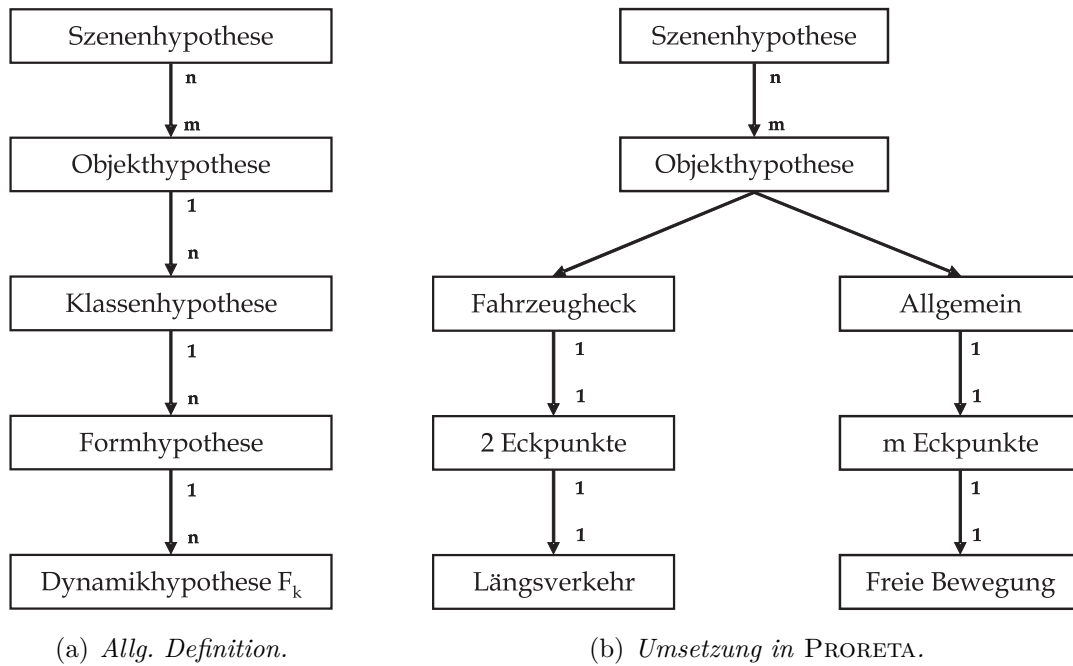 Szenenhypothese
n
m
Objekthypothese
1
n
Klassenhypothese
1
n
Formhypothese
1
n
Dynamikhypothese Fk
(a) Allg. Definition.
Szenenhypothese
n
m
Objekthypothese
Fahrzeugheck
1
1
2 Eckpunkte
1
1
Längsverkehr
Allgemein
1
1
m Eckpunkte
1
1
Freie Bewegung
(b) Umsetzung in PRORETA.